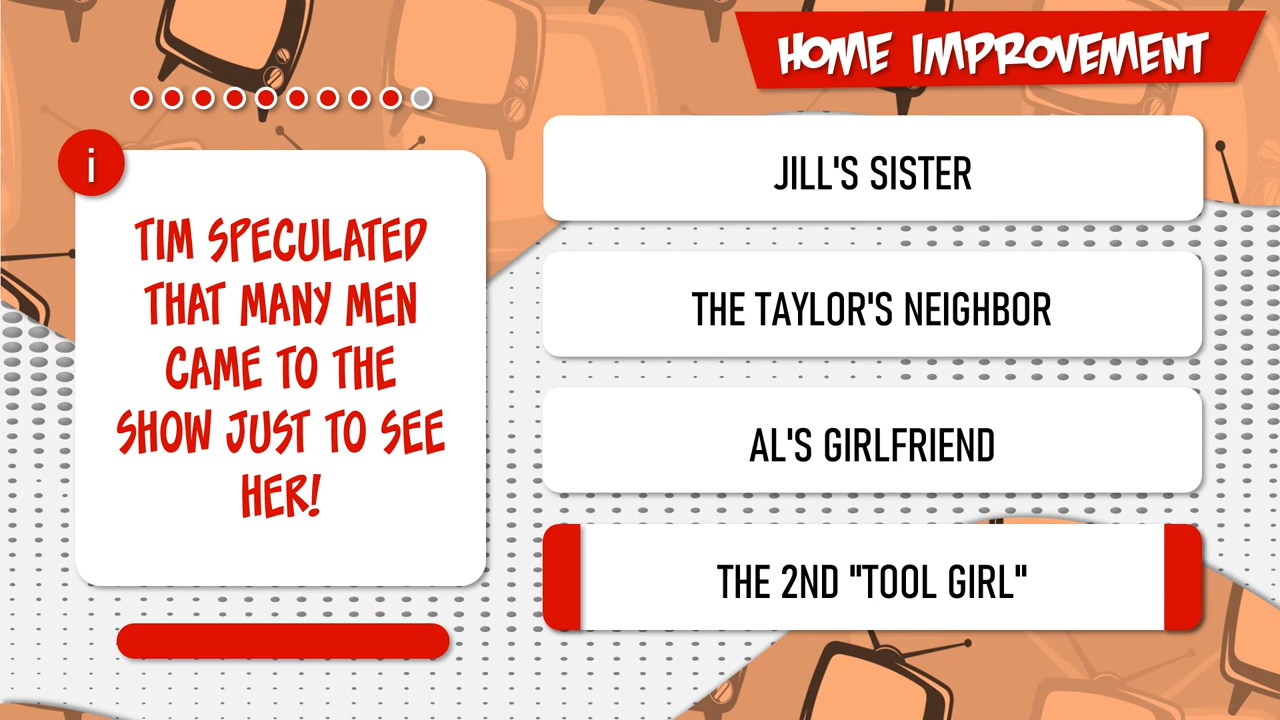 HOME IMPROVEMENT
i
TIM SPECULATED
THAT MANY MEN
CAME TO THE
SHOW JUST TO SEE
HER!
JILL'S SISTER
THE TAYLOR'S NEIGHBOR
AL'S GIRLFRIEND
THE 2ND "TOOL GIRL"